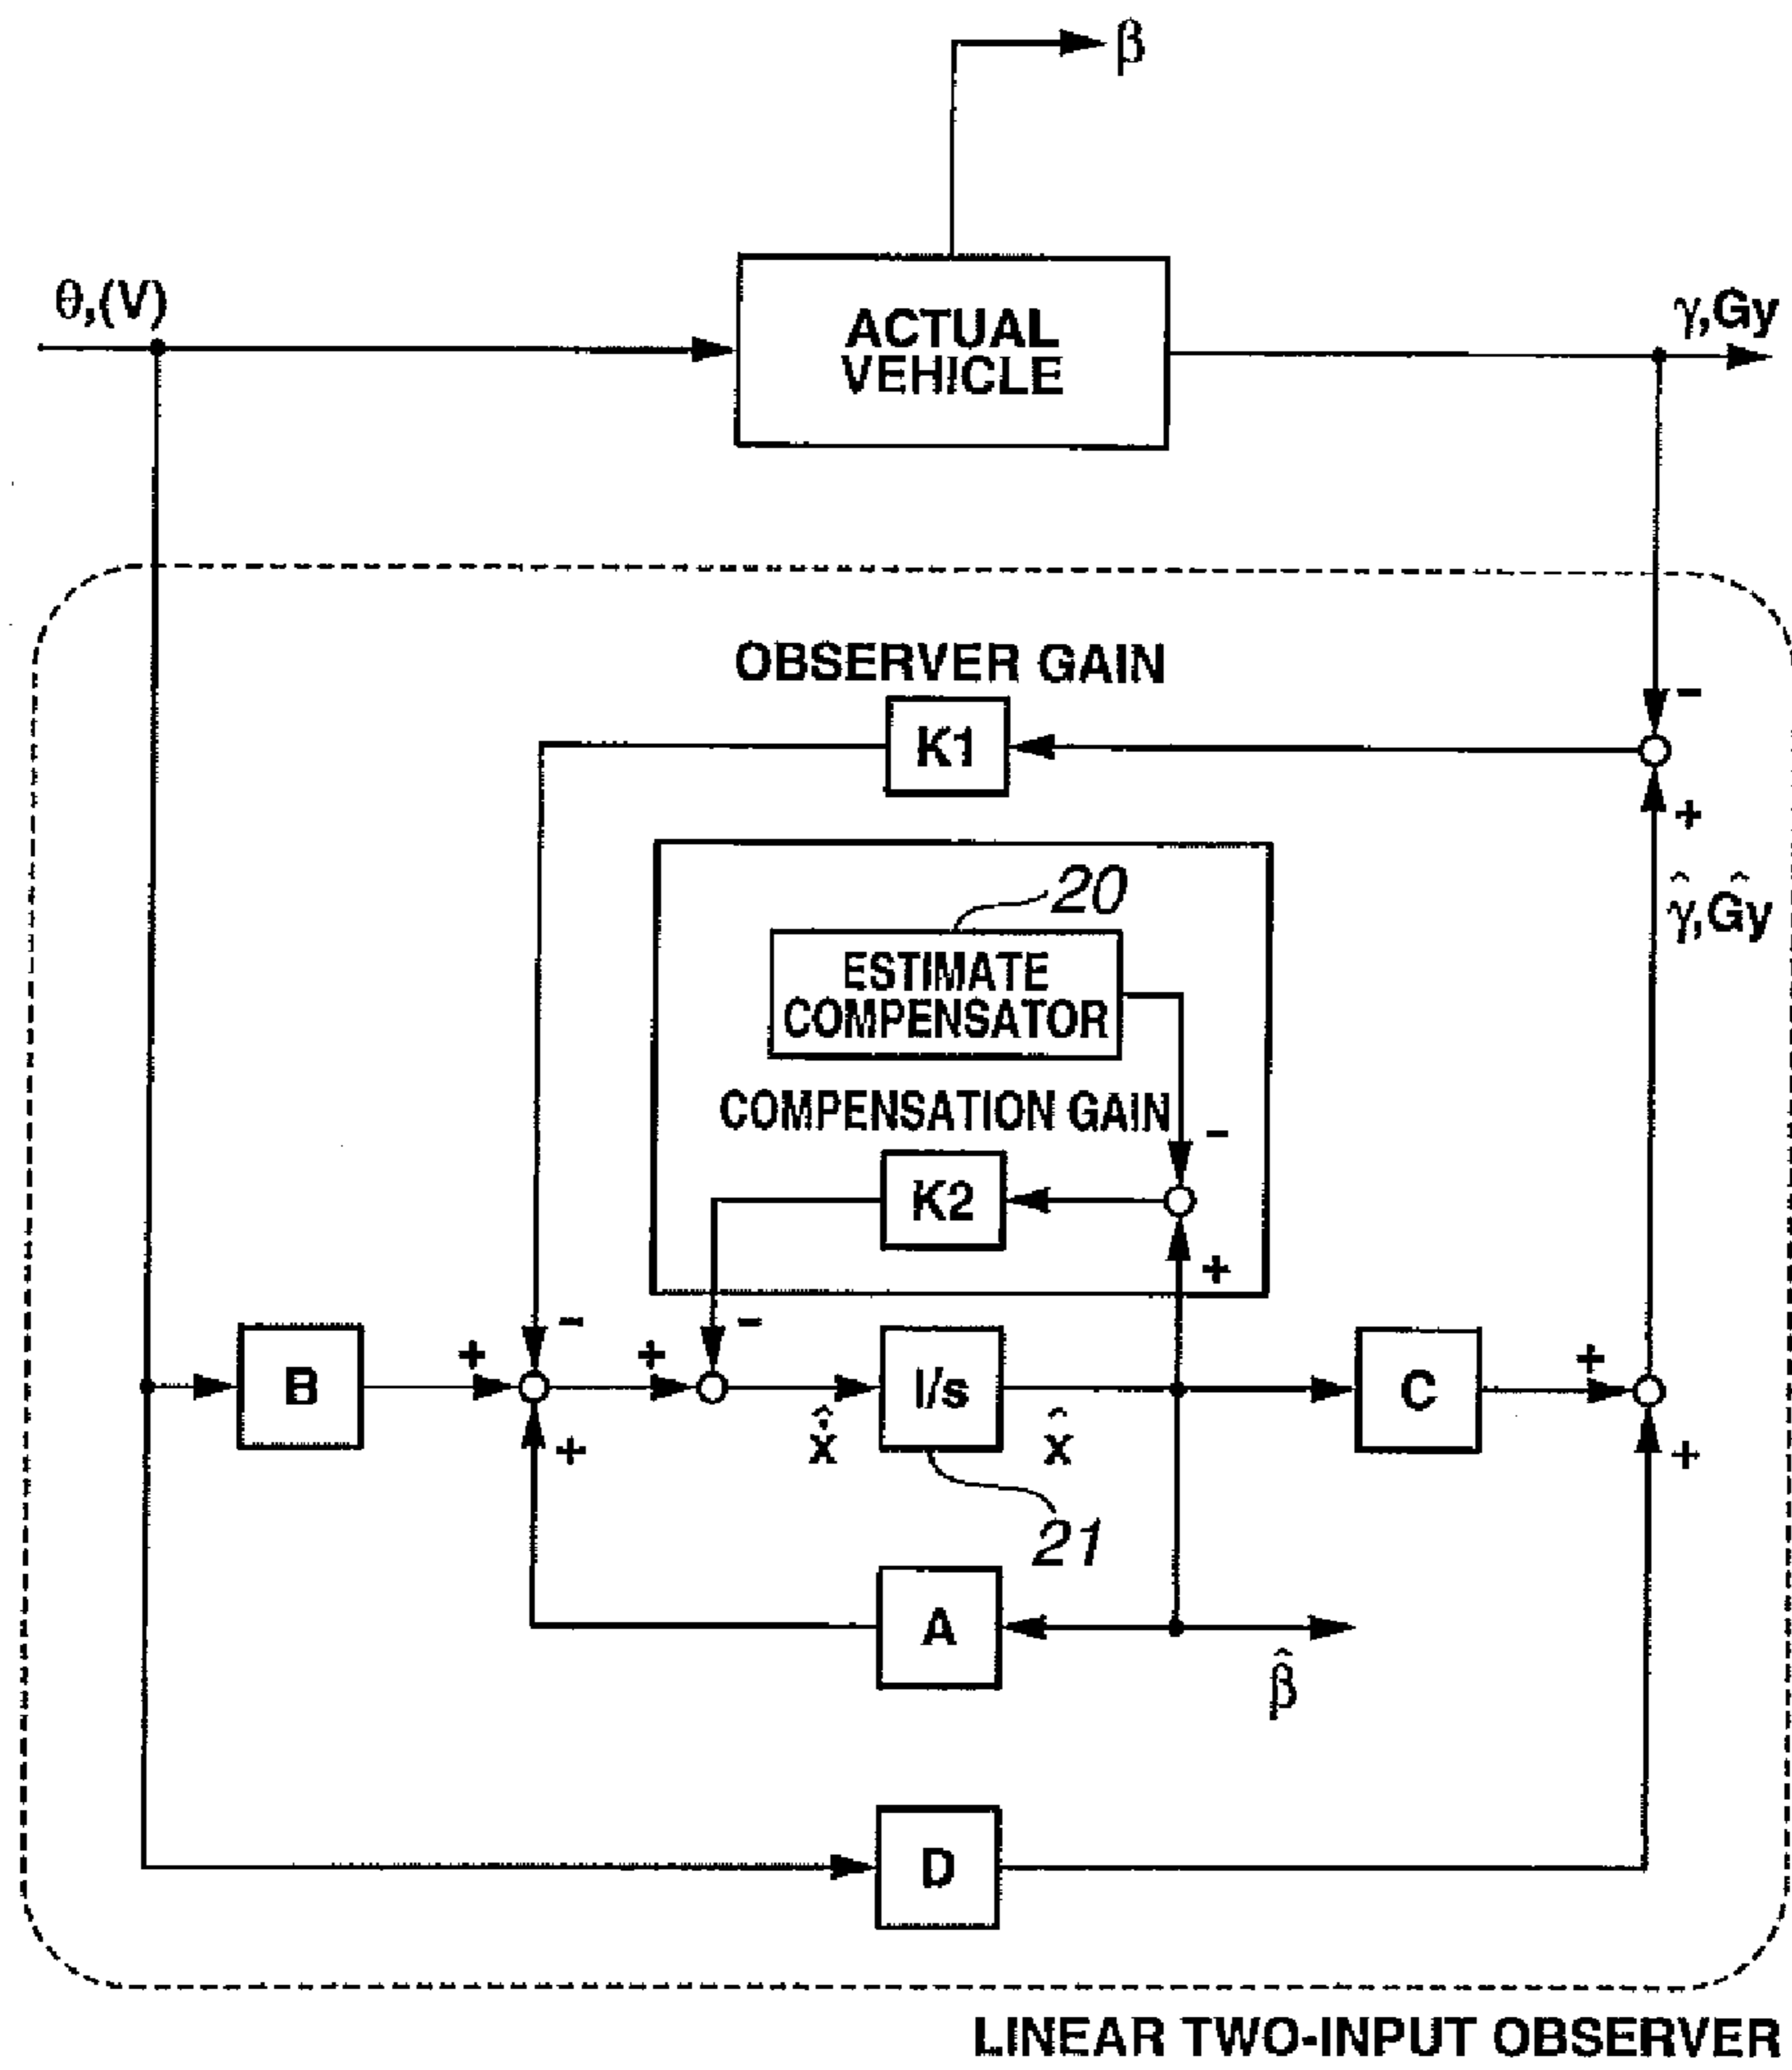 β
θ,(V)
ACTUAL
VEHICLE
γ,Gy
OBSERVER GAIN
K1
-
+
γ̂,Ĝy
20
ESTIMATE
COMPENSATOR
COMPENSATION GAIN
-
K2
+
B
+
-
+
+
-
I/s
x̂̇
x̂
21
C
+
+
A
β̂
D
LINEAR TWO-INPUT OBSERVER